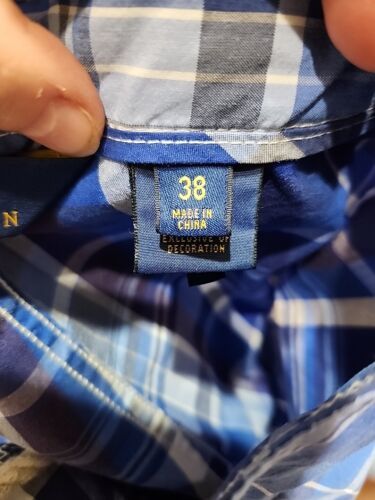 N
38
MADE IN
CHINA
EXCLUSIVE OF
DECORATION